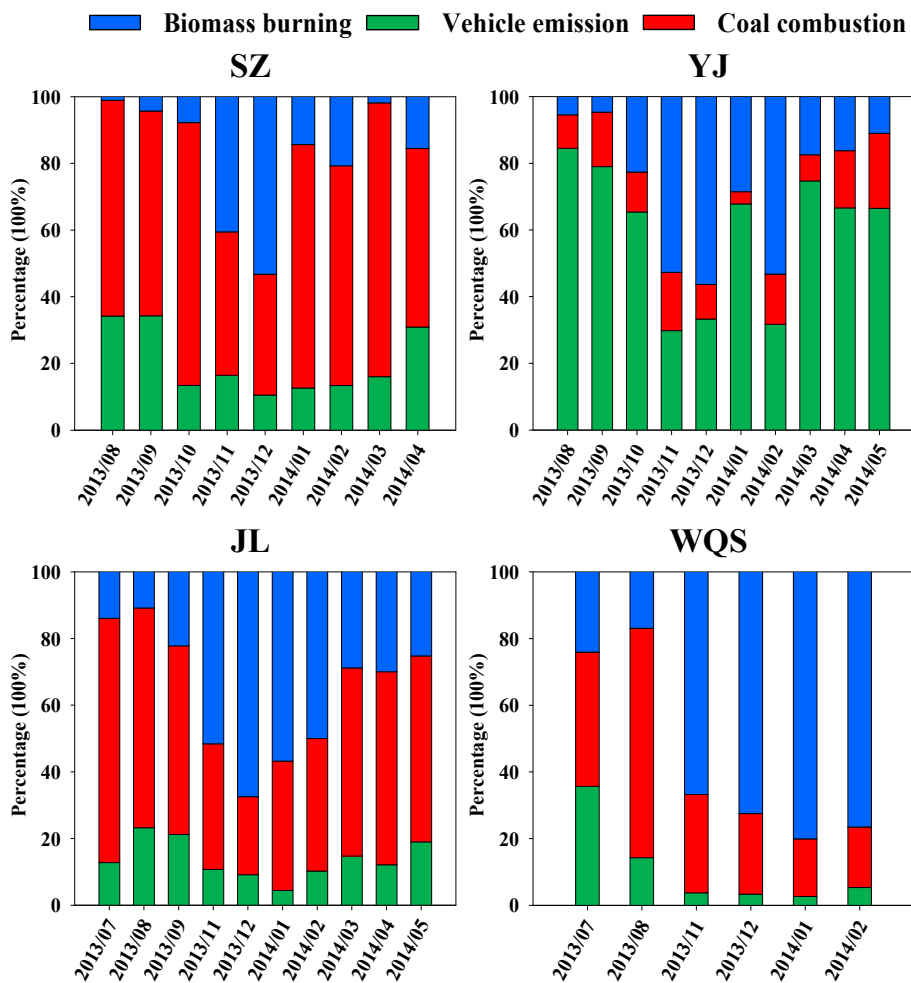 Biomass burning Vehicle emission Coal combustion
SZ
Percentage (100%)
100
80
60
40
20
0
2013/08 2013/09 2013/10 2013/11 2013/12 2014/01 2014/02 2014/03 2014/04
YJ
Percentage (100%)
100
80
60
40
20
0
2013/08 2013/09 2013/10 2013/11 2013/12 2014/01 2014/02 2014/03 2014/04 2014/05
JL
Percentage (100%)
100
80
60
40
20
0
2013/07 2013/08 2013/09 2013/11 2013/12 2014/01 2014/02 2014/03 2014/04 2014/05
WQS
Percentage (100%)
100
80
60
40
20
0
2013/07 2013/08 2013/11 2013/12 2014/01 2014/02